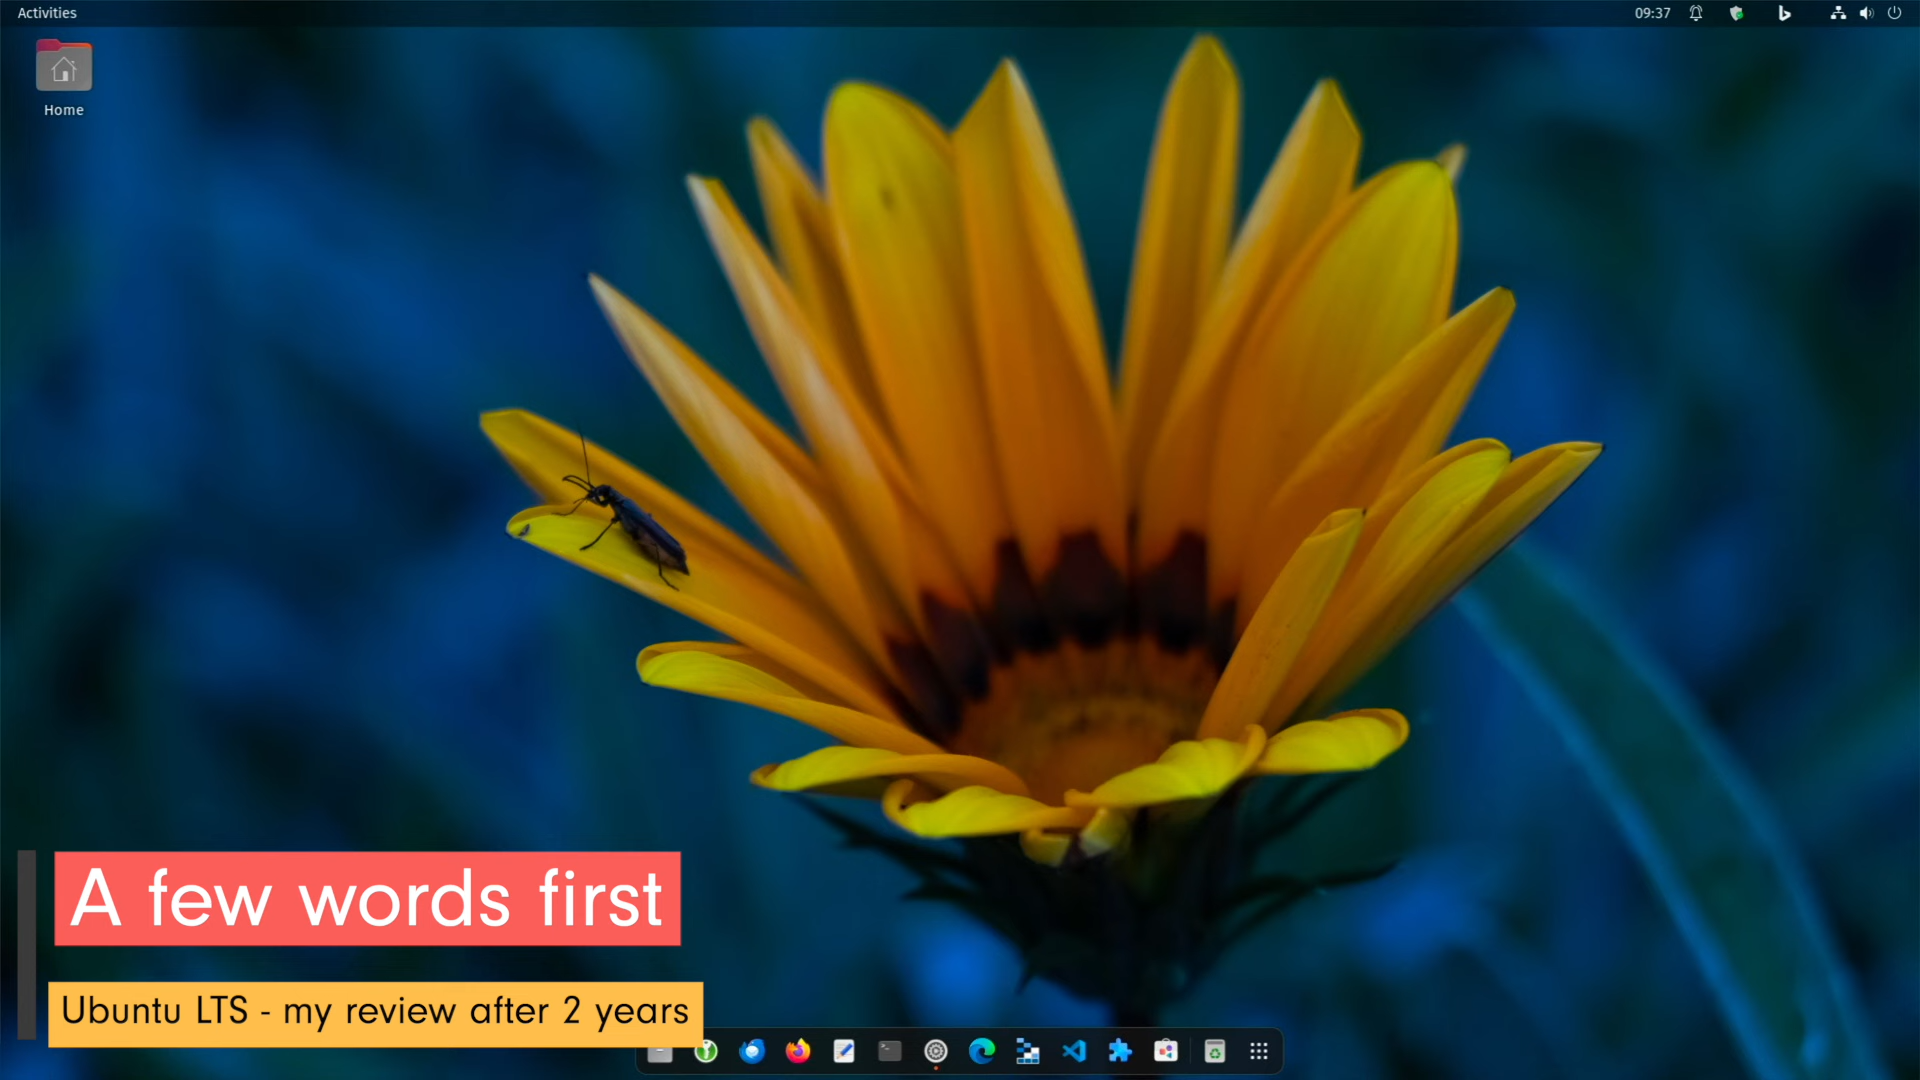 Activities
09:37
Home
A few words first
Ubuntu LTS - my review after 2 years